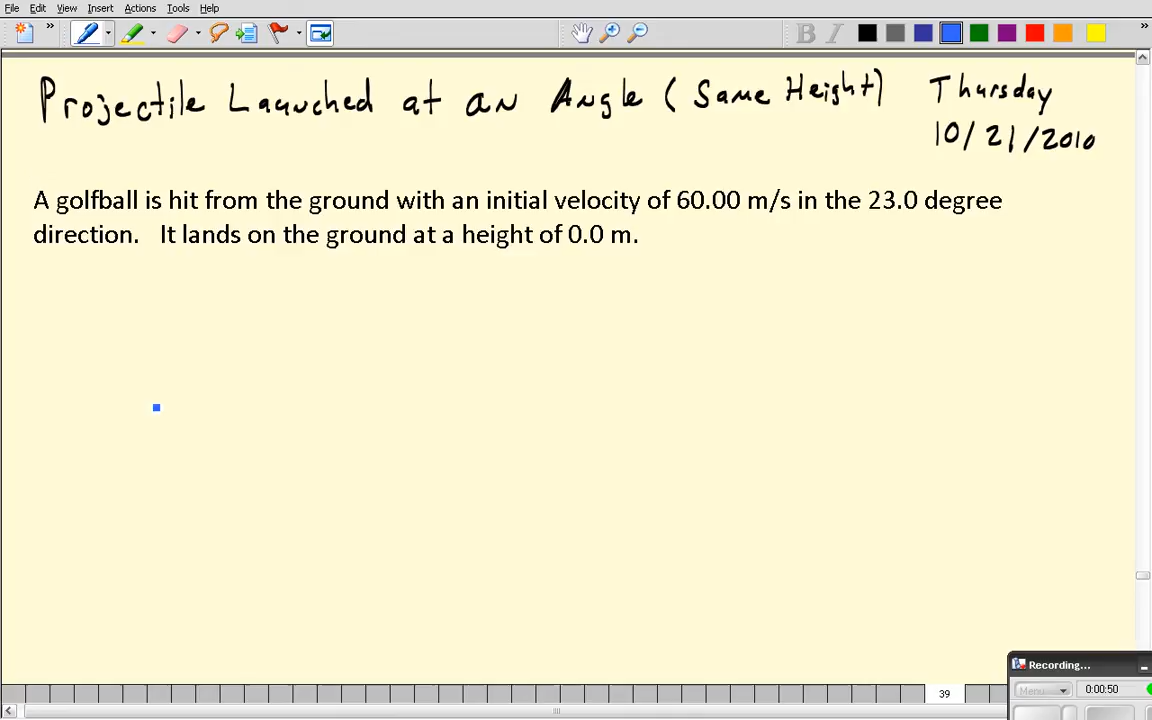 File Edit View Insert Actions Tools Help
» B I »
Projectile Launched at an Angle (Same Height) Thursday
10/21/2010
A golfball is hit from the ground with an initial velocity of 60.00 m/s in the 23.0 degree
direction. It lands on the ground at a height of 0.0 m.
Recording...
Menu 0:00:50
39